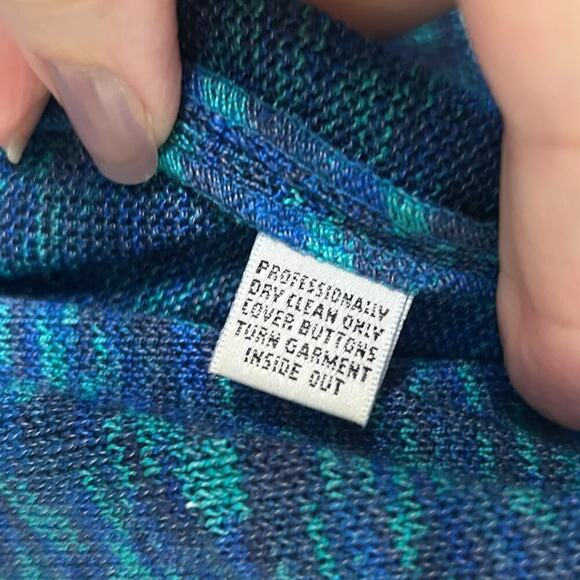 PROFESSIONALLY
DRY CLEAN ONLY
COVER BUTTONS
TURN GARMENT
INSIDE OUT